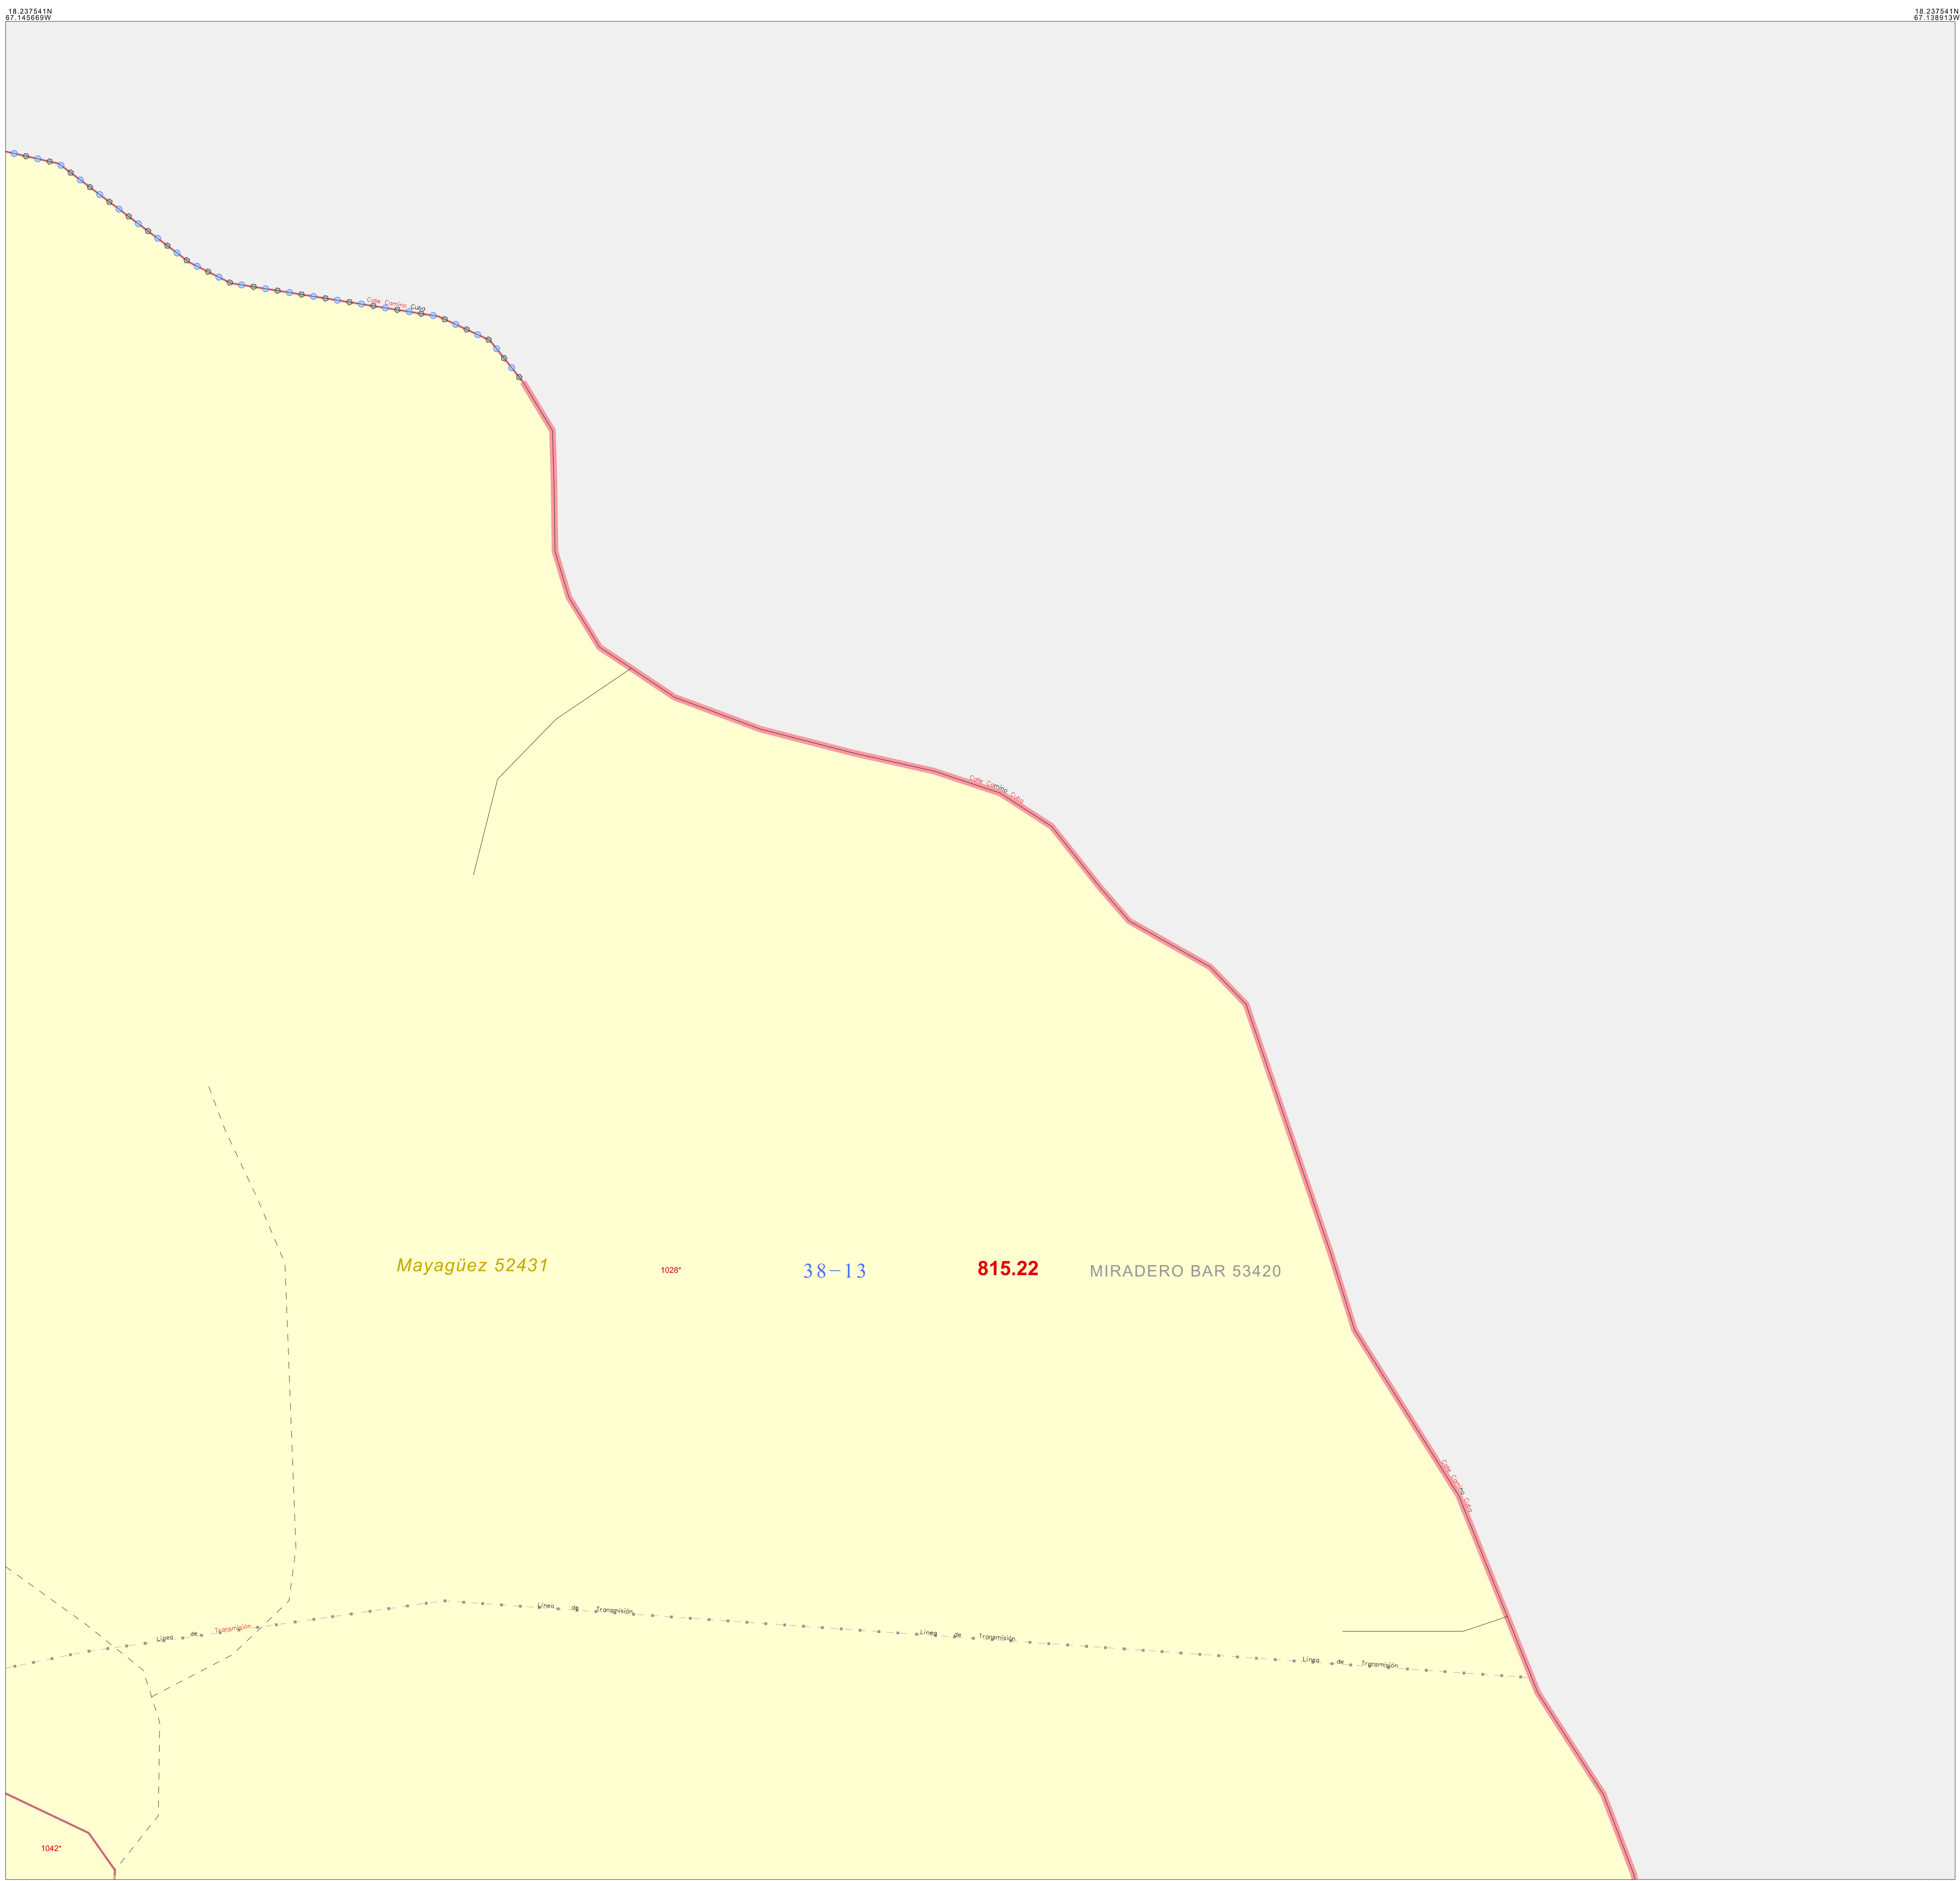 18.237541N
67.145669W
18.237541N
67.138913W
Calle Camino Cuba
Calle Camino Cuba
Mayagüez 52431
1028*
38-13
815.22
MIRADERO BAR 53420
Calle Camino Cuba
Línea de Transmisión
Línea de Transmisión
Línea de Transmisión
Línea de Transmisión
1042*